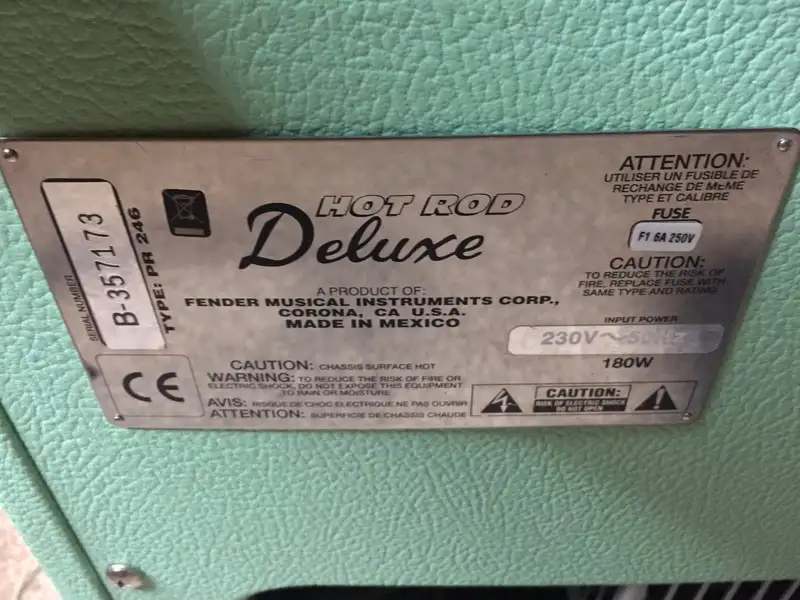 SERIAL NUMBER
B-357173
TYPE: PR 246
HOT ROD
Deluxe
A PRODUCT OF:
FENDER MUSICAL INSTRUMENTS CORP.,
CORONA, CA U.S.A.
MADE IN MEXICO
ATTENTION:
UTILISER UN FUSIBLE DE
RECHANGE DE MEME
TYPE ET CALIBRE
FUSE
F1.6A 250V
CAUTION:
TO REDUCE THE RISK OF
FIRE, REPLACE FUSE WITH
SAME TYPE AND RATING
INPUT POWER
230V~50HZ
180W
CE
CAUTION: CHASSIS SURFACE HOT
WARNING: TO REDUCE THE RISK OF FIRE OR
ELECTRIC SHOCK, DO NOT EXPOSE THIS EQUIPMENT
TO RAIN OR MOISTURE
AVIS: RISQUE DE CHOC ELECTRIQUE NE PAS OUVRIR
ATTENTION: SUPERFICIE DE CHASSIS CHAUDE
CAUTION:
RISK OF ELECTRIC SHOCK
DO NOT OPEN